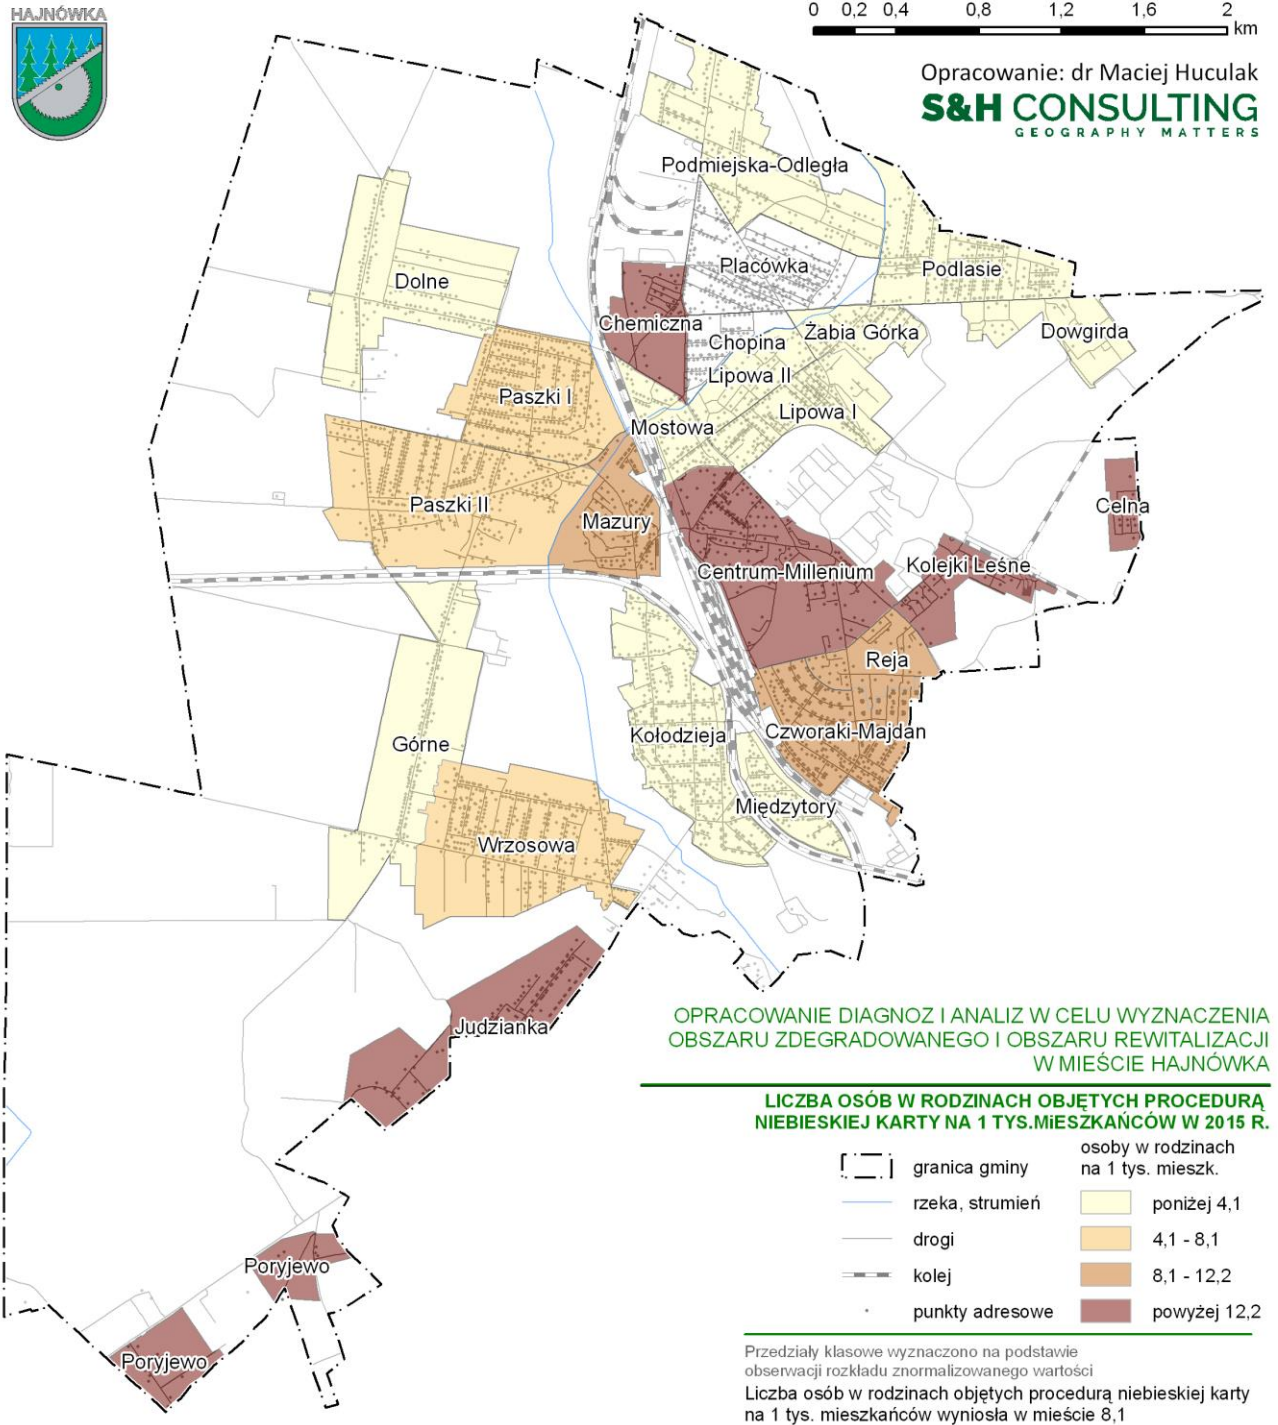 HAJNÓWKA
0 0,2 0,4 0,8 1,2 1,6 2
km
Opracowanie: dr Maciej Huculak
S&H CONSULTING
GEOGRAPHY MATTERS
Podmiejska-Odległa
Placówka
Podlasie
Dolne
Chemiczna
Chopina
Żabia Górka
Dowgirda
Lipowa II
Paszki I
Lipowa I
Mostowa
Paszki II
Mazury
Celna
Centrum-Millenium
Kolejki Leśne
Reja
Górne
Kołodzieja
Czworaki-Majdan
Międzytory
Wrzosowa
Judzianka
Poryjewo
Poryjewo
OPRACOWANIE DIAGNOZ I ANALIZ W CELU WYZNACZENIA
OBSZARU ZDEGRADOWANEGO I OBSZARU REWITALIZACJI
W MIEŚCIE HAJNÓWKA
LICZBA OSÓB W RODZINACH OBJĘTYCH PROCEDURĄ
NIEBIESKIEJ KARTY NA 1 TYS.MiESZKAŃCÓW W 2015 R.
granica gminy
rzeka, strumień
drogi
kolej
punkty adresowe
osoby w rodzinach
na 1 tys. mieszk.
poniżej 4,1
4,1 - 8,1
8,1 - 12,2
powyżej 12,2
Przedziały klasowe wyznaczono na podstawie
obserwacji rozkładu znormalizowanego wartości
Liczba osób w rodzinach objętych procedurą niebieskiej karty
na 1 tys. mieszkańców wyniosła w mieście 8,1